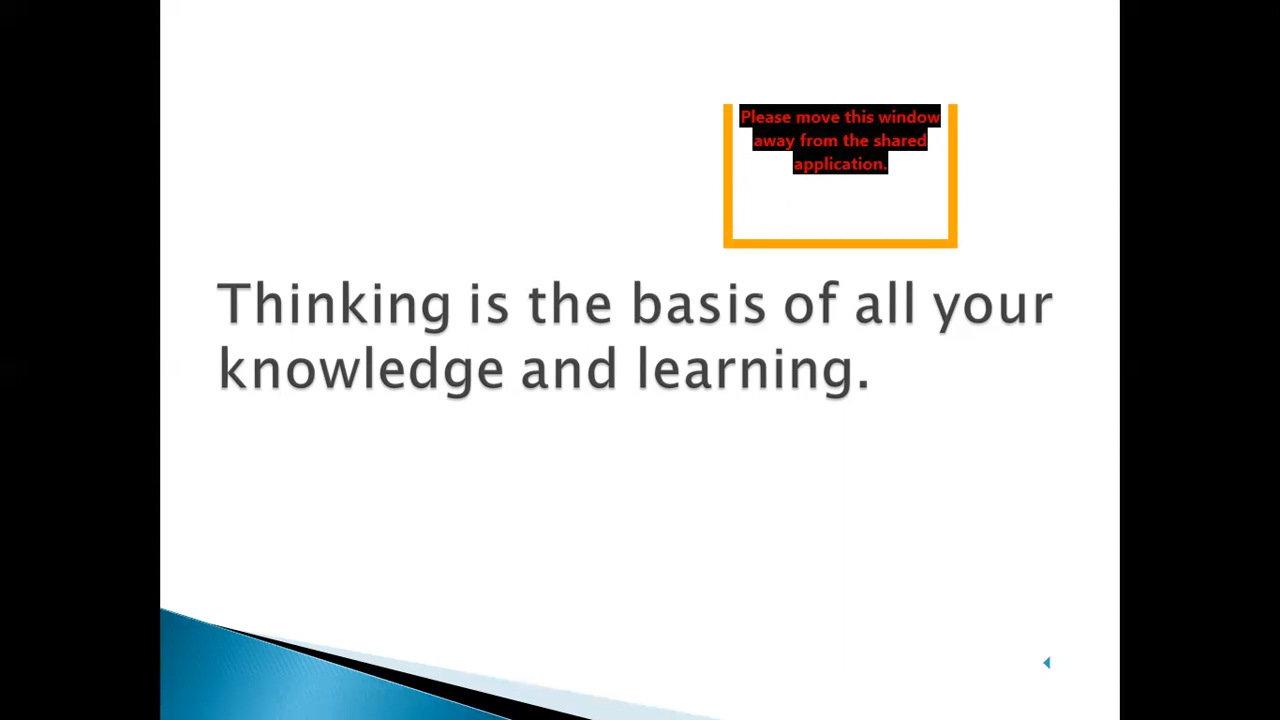 Please move this window
away from the shared
application.
Thinking is the basis of all your
knowledge and learning.